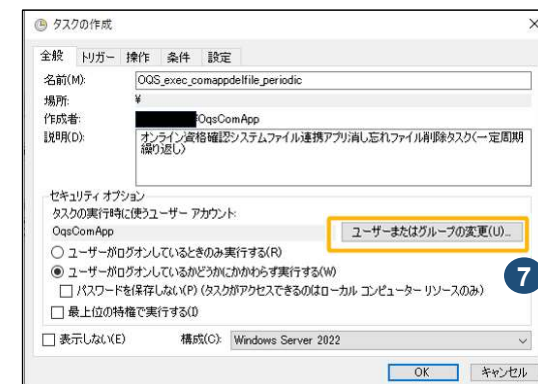 タスクの作成
全般 トリガー 操作 条件 設定
名前(M): OQS_exec_comappdelfile_periodic
場所: ¥
作成者: ¥OqsComApp
説明(D): オンライン資格確認システムファイル連携アプリ消し忘れファイル削除タスク(一定周期
繰り返し)
セキュリティ オプション
タスクの実行時に使うユーザー アカウント:
OqsComApp ユーザーまたはグループの変更(U)...
ユーザーがログオンしているときのみ実行する(R)
ユーザーがログオンしているかどうかにかかわらず実行する(W)
7
パスワードを保存しない(P) (タスクがアクセスできるのはローカル コンピューター リソースのみ)
最上位の特権で実行する(I)
表示しない(E) 構成(C): Windows Server 2022
OK キャンセル